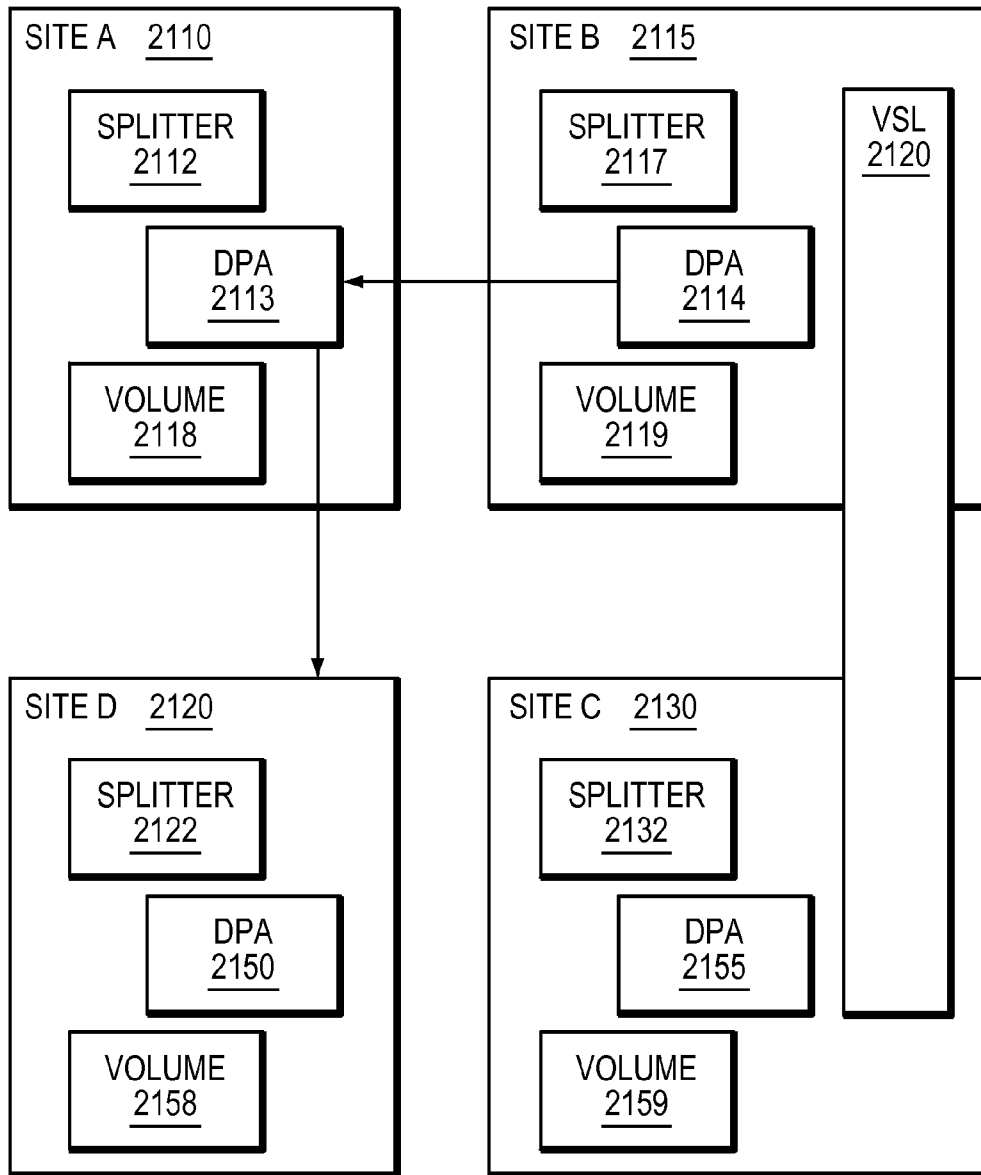 SITE A 2110
SPLITTER
2112
DPA
2113
VOLUME
2118
SITE B 2115
SPLITTER
2117
DPA
2114
VOLUME
2119
VSL
2120
SITE D 2120
SPLITTER
2122
DPA
2150
VOLUME
2158
SITE C 2130
SPLITTER
2132
DPA
2155
VOLUME
2159